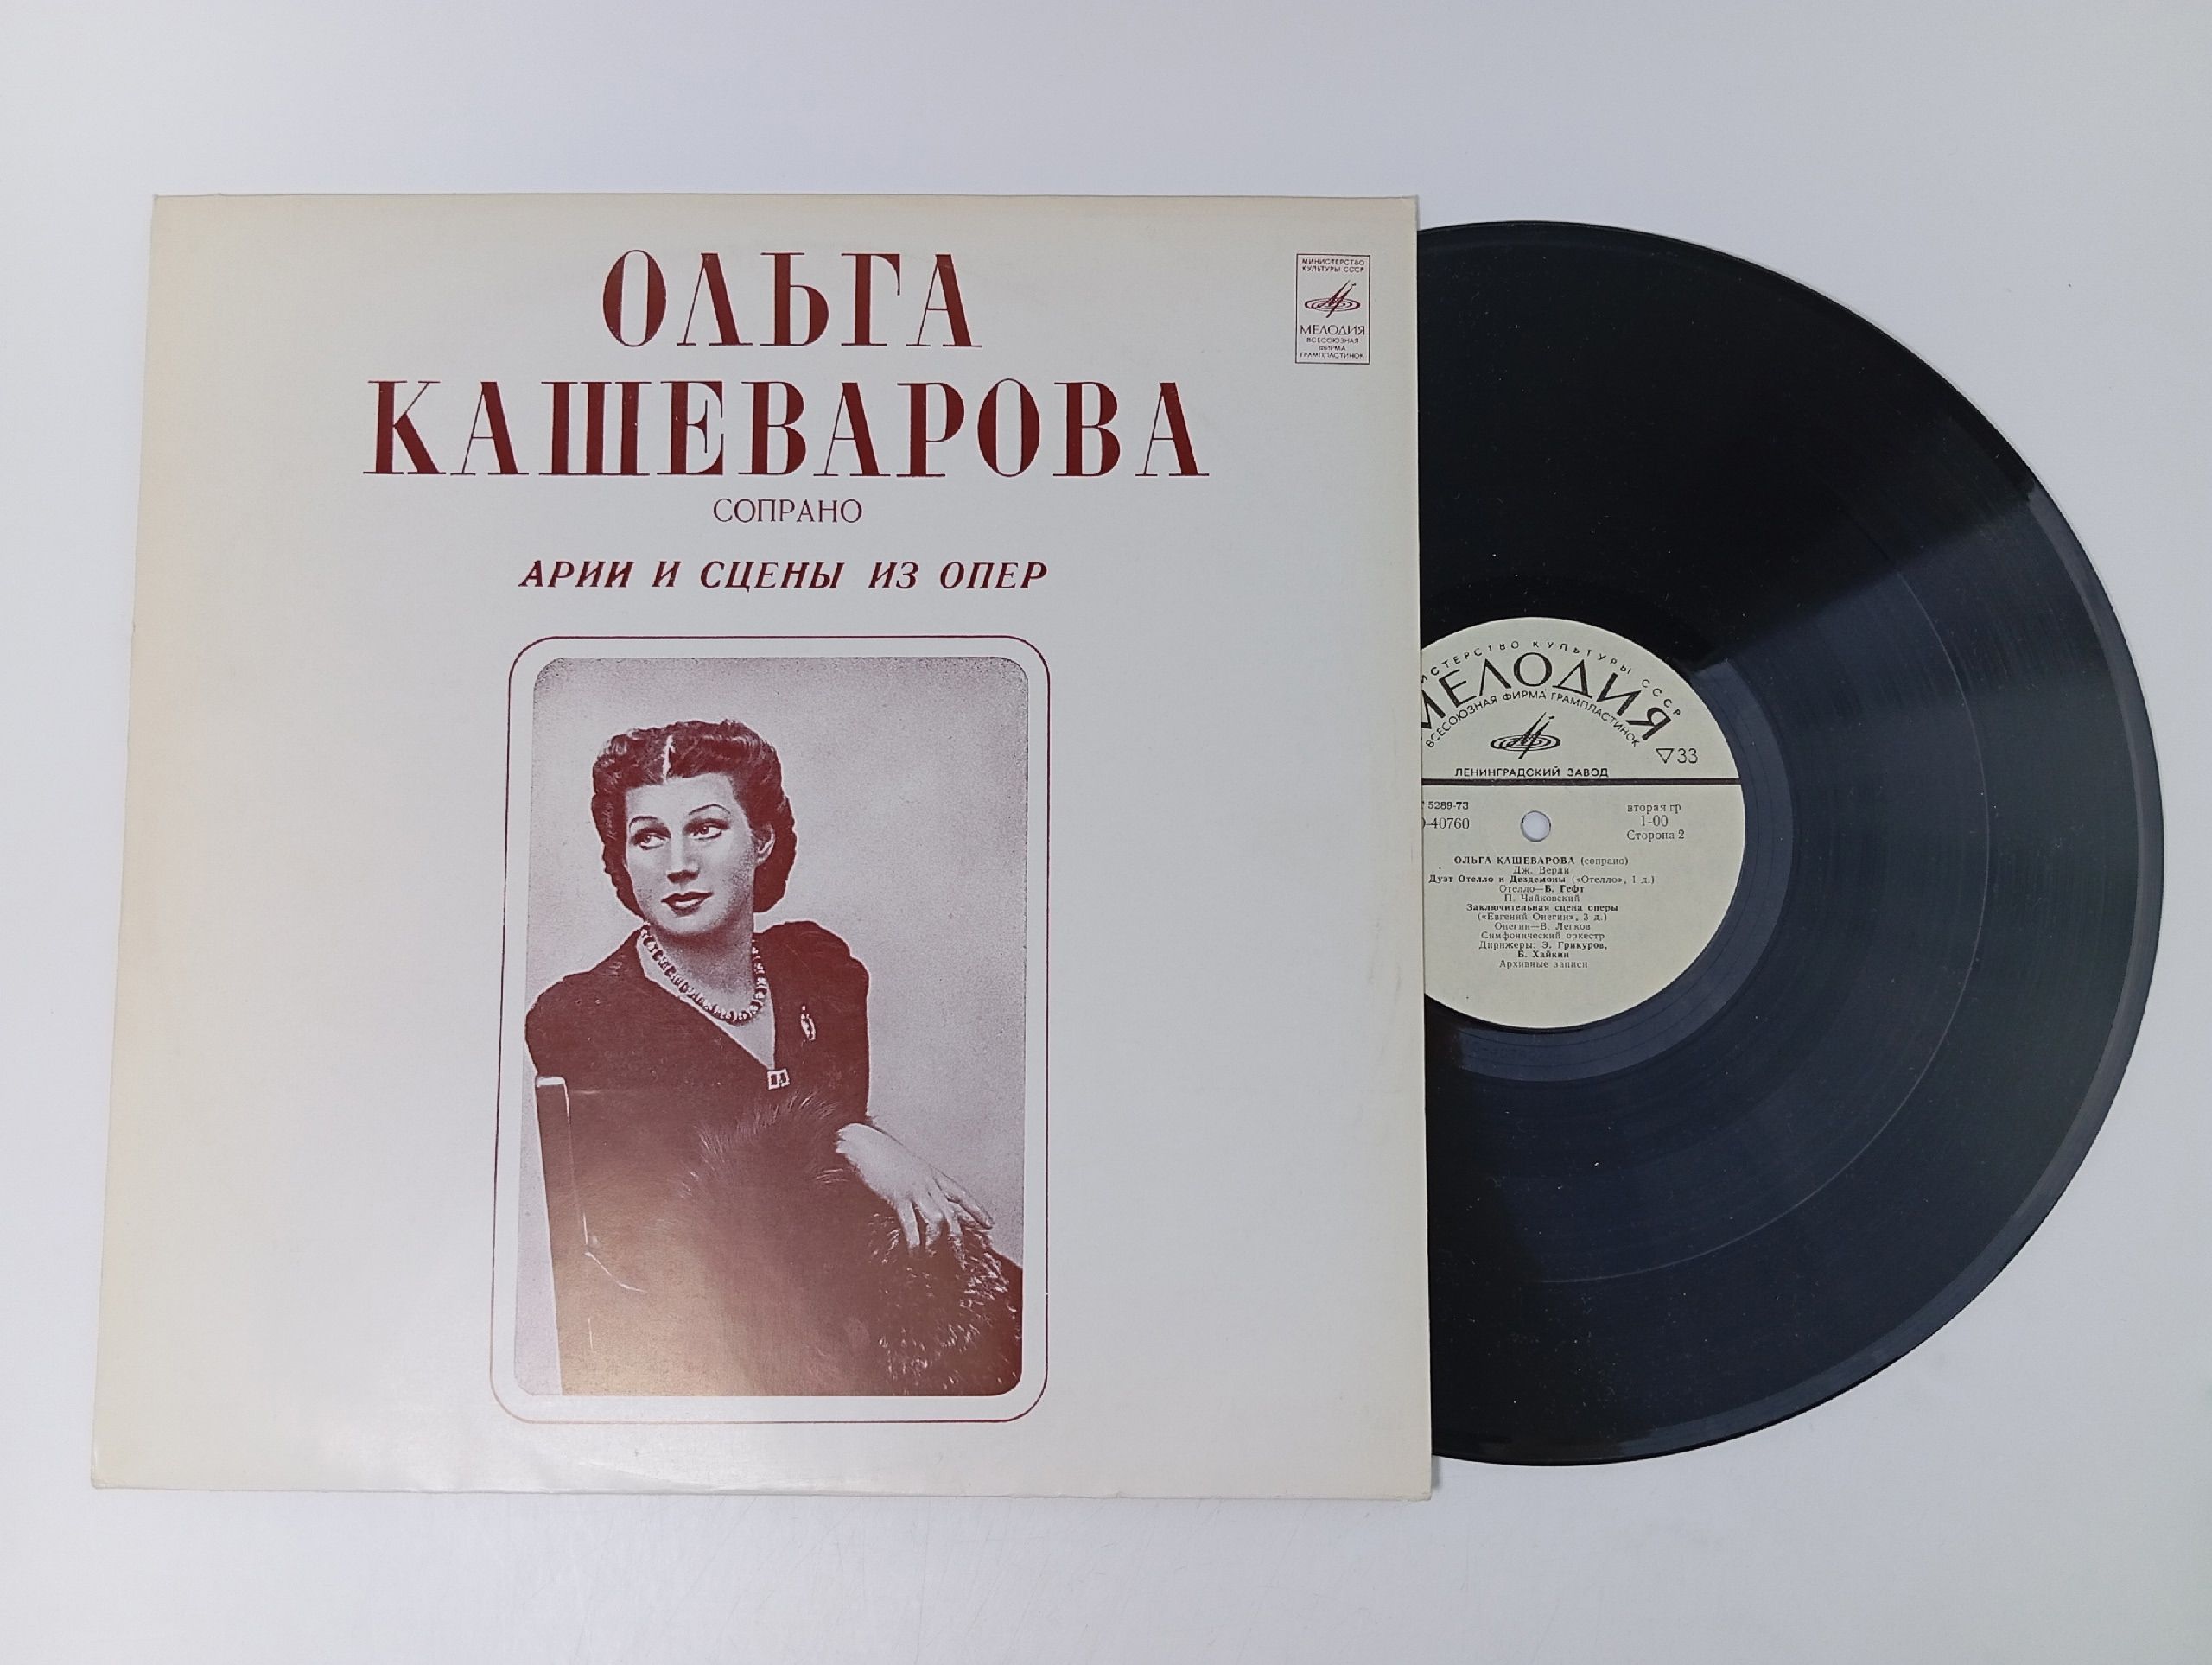 ОЛЬГА
КАШЕВАРОВА
СОПРАНО
АРИИ И СЦЕНЫ ИЗ ОПЕР
МИНИСТЕРСТВО
КУЛЬТУРЫ СССР
МЕЛОДИЯ
ВСЕСОЮЗНАЯ
ФИРМА
ГРАМПЛАСТИНОК
КУЛЬТУРЫ СССР
МЕЛОДИЯ
ВСЕСОЮЗНАЯ ФИРМА ГРАМПЛАСТИНОК
33
ЛЕНИНГРАДСКИЙ ЗАВОД
5289-73
-40760
вторая гр
1-00
Сторона 2
ОЛЬГА КАШЕВАРОВА (сопрано)
Дж. Верди
Дуэт Отелло и Дездемоны («Отелло», 1 д.)
Отелло—Б. Гефт
П. Чайковский
Заключительная сцена оперы
(«Евгений Онегин», 3 д.)
Онегин—В. Легков
Симфонический оркестр
Дирижеры: Э. Грикуров,
Б. Хайкин
Архивные записи